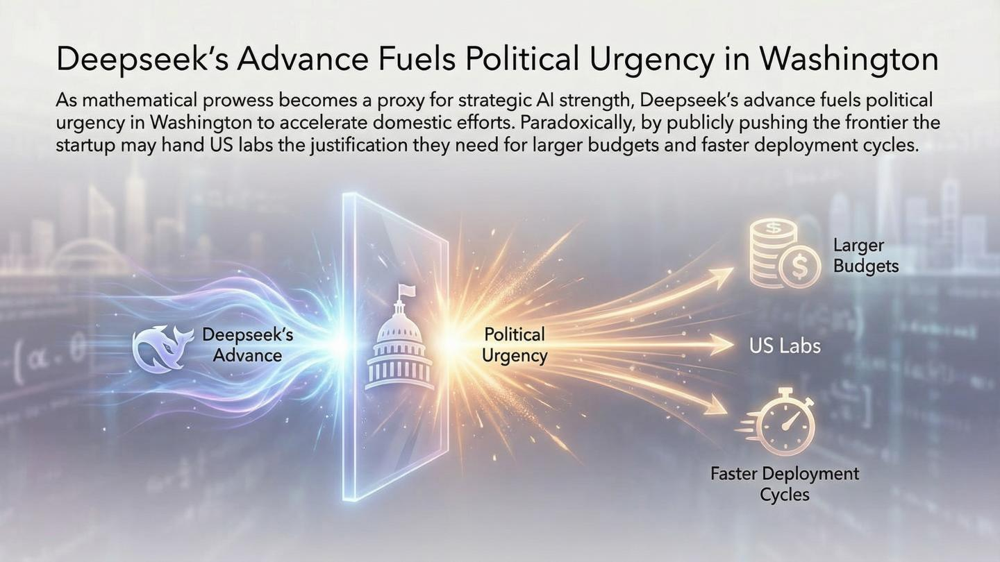 Deepseek's Advance Fuels Political Urgency in Washington
As mathematical prowess becomes a proxy for strategic AI strength, Deepseek's advance fuels political
urgency in Washington to accelerate domestic efforts. Paradoxically, by publicly pushing the frontier the
startup may hand US labs the justification they need for larger budgets and faster deployment cycles.
Larger
Budgets
Deepseek's
Advance
Political
Urgency
US Labs
Faster Deployment
Cycles